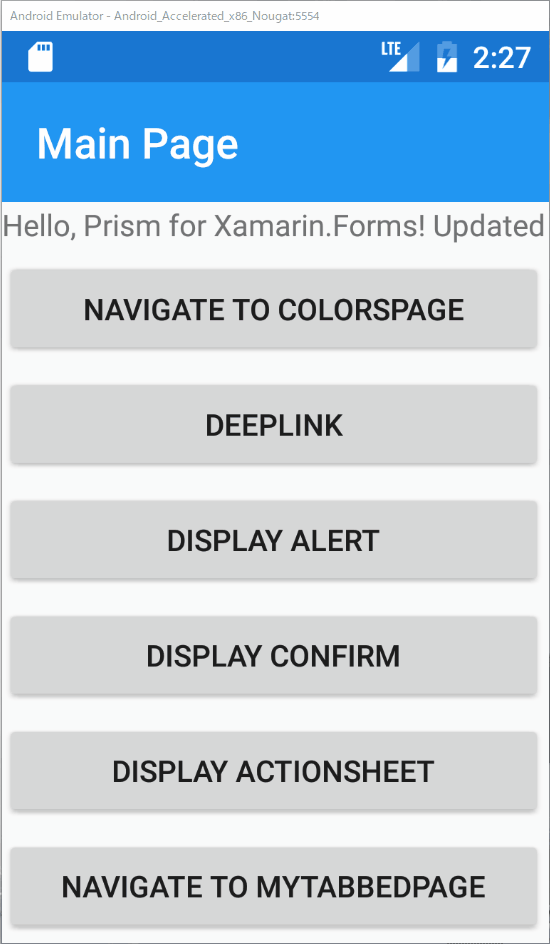 Android Emulator - Android_Accelerated_x86_Nougat:5554
LTE 2:27
Main Page
Hello, Prism for Xamarin.Forms! Updated
NAVIGATE TO COLORSPAGE
DEEPLINK
DISPLAY ALERT
DISPLAY CONFIRM
DISPLAY ACTIONSHEET
NAVIGATE TO MYTABBEDPAGE